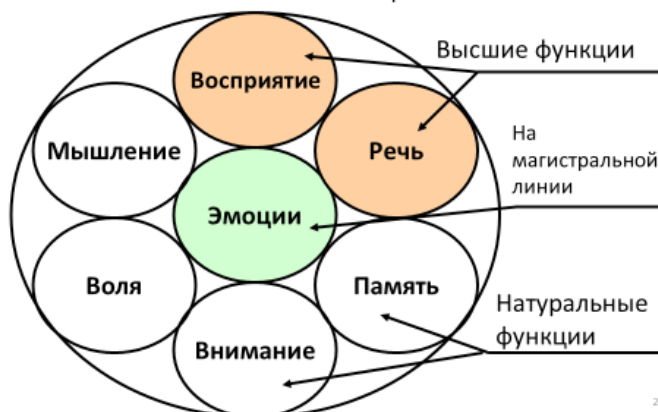 Восприятие
Высшие функции
Мышление
Речь
На
магистральной
линии
Эмоции
Воля
Память
Натуральные
функции
Внимание
2